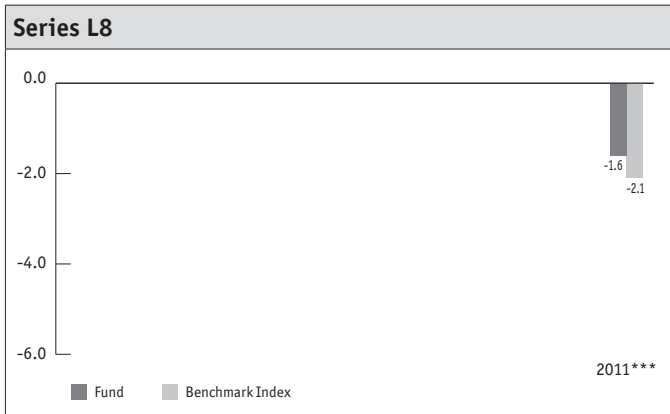 Series L8
0.0
-2.0
-4.0
-6.0
-1.6
-2.1
2011***
Fund
Benchmark Index